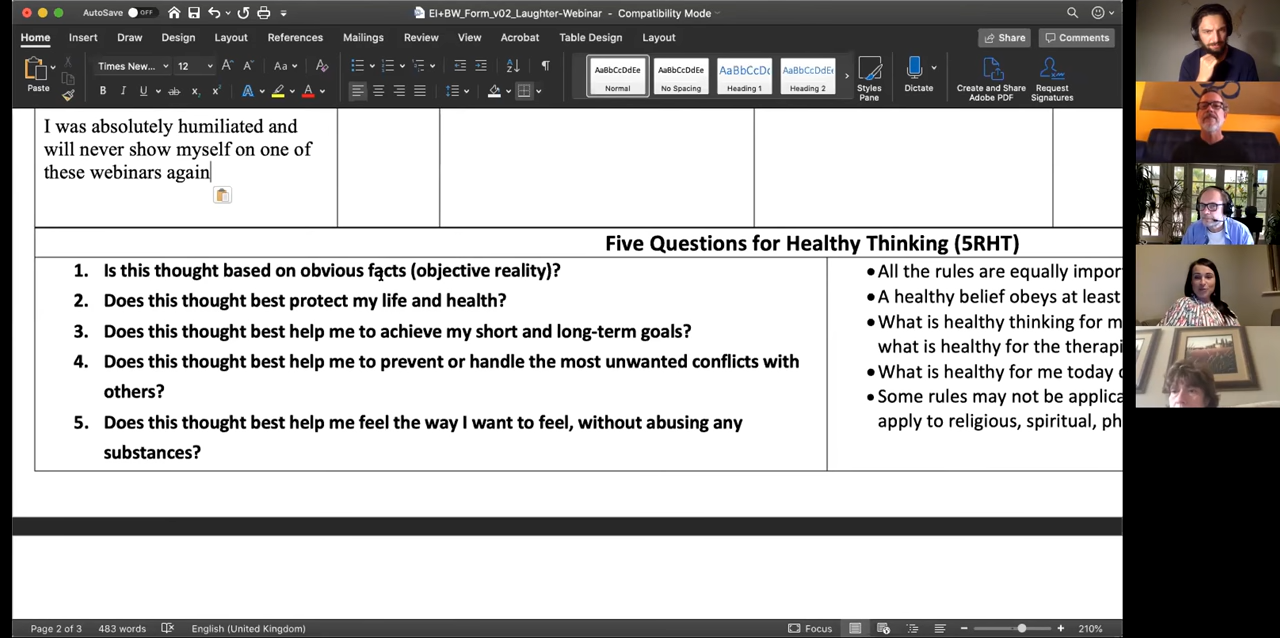 AutoSave OFF
EI+BW_Form_v02_Laughter-Webinar - Compatibility Mode
Home Insert Draw Design Layout References Mailings Review View Acrobat Table Design Layout
Share Comments
Paste
Times New... 12
AaBbCcDdEe AaBbCcDdEe AaBbCcDc AaBbCcDdEe
Normal No Spacing Heading 1 Heading 2
Styles Pane
Dictate
Create and Share Adobe PDF
Request Signatures
I was absolutely humiliated and
will never show myself on one of
these webinars again
Five Questions for Healthy Thinking (5RHT)
1. Is this thought based on obvious facts (objective reality)?
2. Does this thought best protect my life and health?
3. Does this thought best help me to achieve my short and long-term goals?
4. Does this thought best help me to prevent or handle the most unwanted conflicts with
others?
5. Does this thought best help me feel the way I want to feel, without abusing any
substances?
• All the rules are equally impor
• A healthy belief obeys at least
• What is healthy thinking for m
what is healthy for the therapi
• What is healthy for me today
• Some rules may not be applica
apply to religious, spiritual, ph
Page 2 of 3 483 words English (United Kingdom) Focus 210%